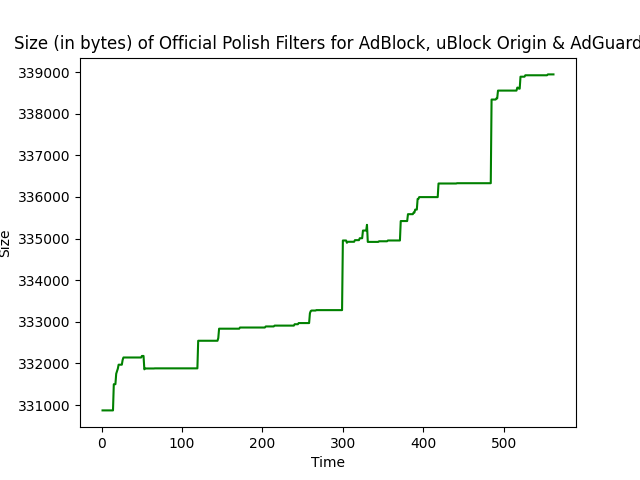 Size (in bytes) of Official Polish Filters for AdBlock, uBlock Origin & AdGuard
339000
338000
337000
336000
335000
334000
333000
332000
331000
Size
0 100 200 300 400 500
Time